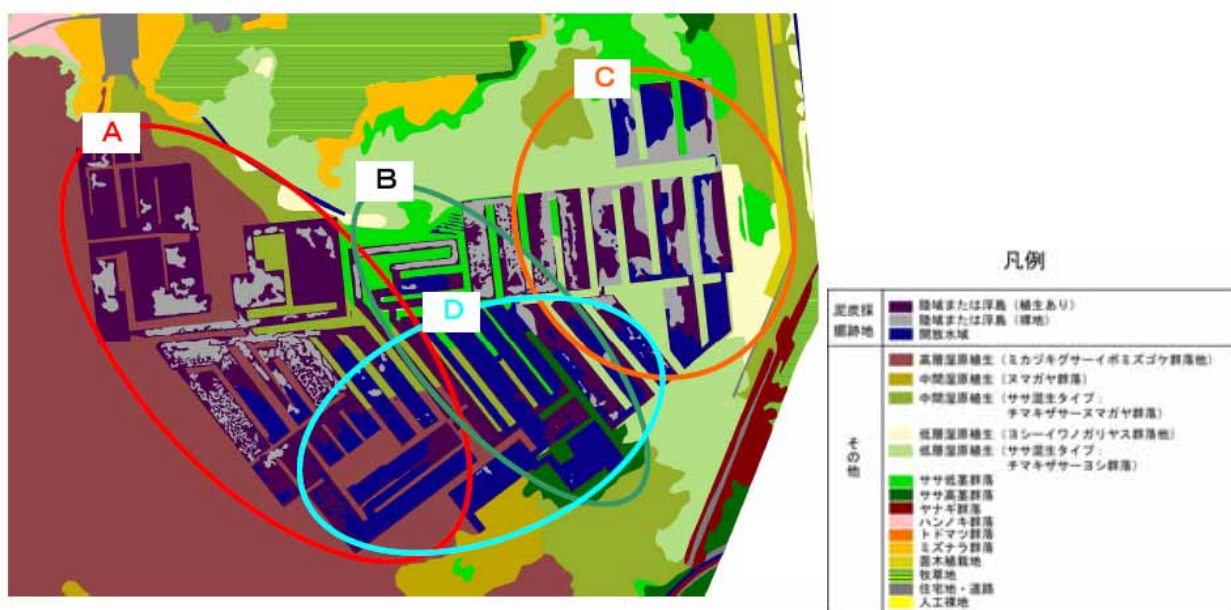 A
B
C
D
凡例
泥炭採
掘跡地
陸域または浮島（植生あり）
陸域または浮島（裸地）
開放水域
その他
高層湿原植生（ミカヅキグサーイボミズゴケ群落他）
中間湿原植生（ヌマガヤ群落）
中間湿原植生（ササ混生タイプ：
チマキザサーヌマガヤ群落）
低層湿原植生（ヨシーイワノガリヤス群落他）
低層湿原植生（ササ混生タイプ：
チマキザサーヨシ群落）
ササ低茎群落
ササ高茎群落
ヤナギ群落
ハンノキ群落
トドマツ群落
ミズナラ群落
苗木植栽地
牧草地
住宅地・道路
人工裸地